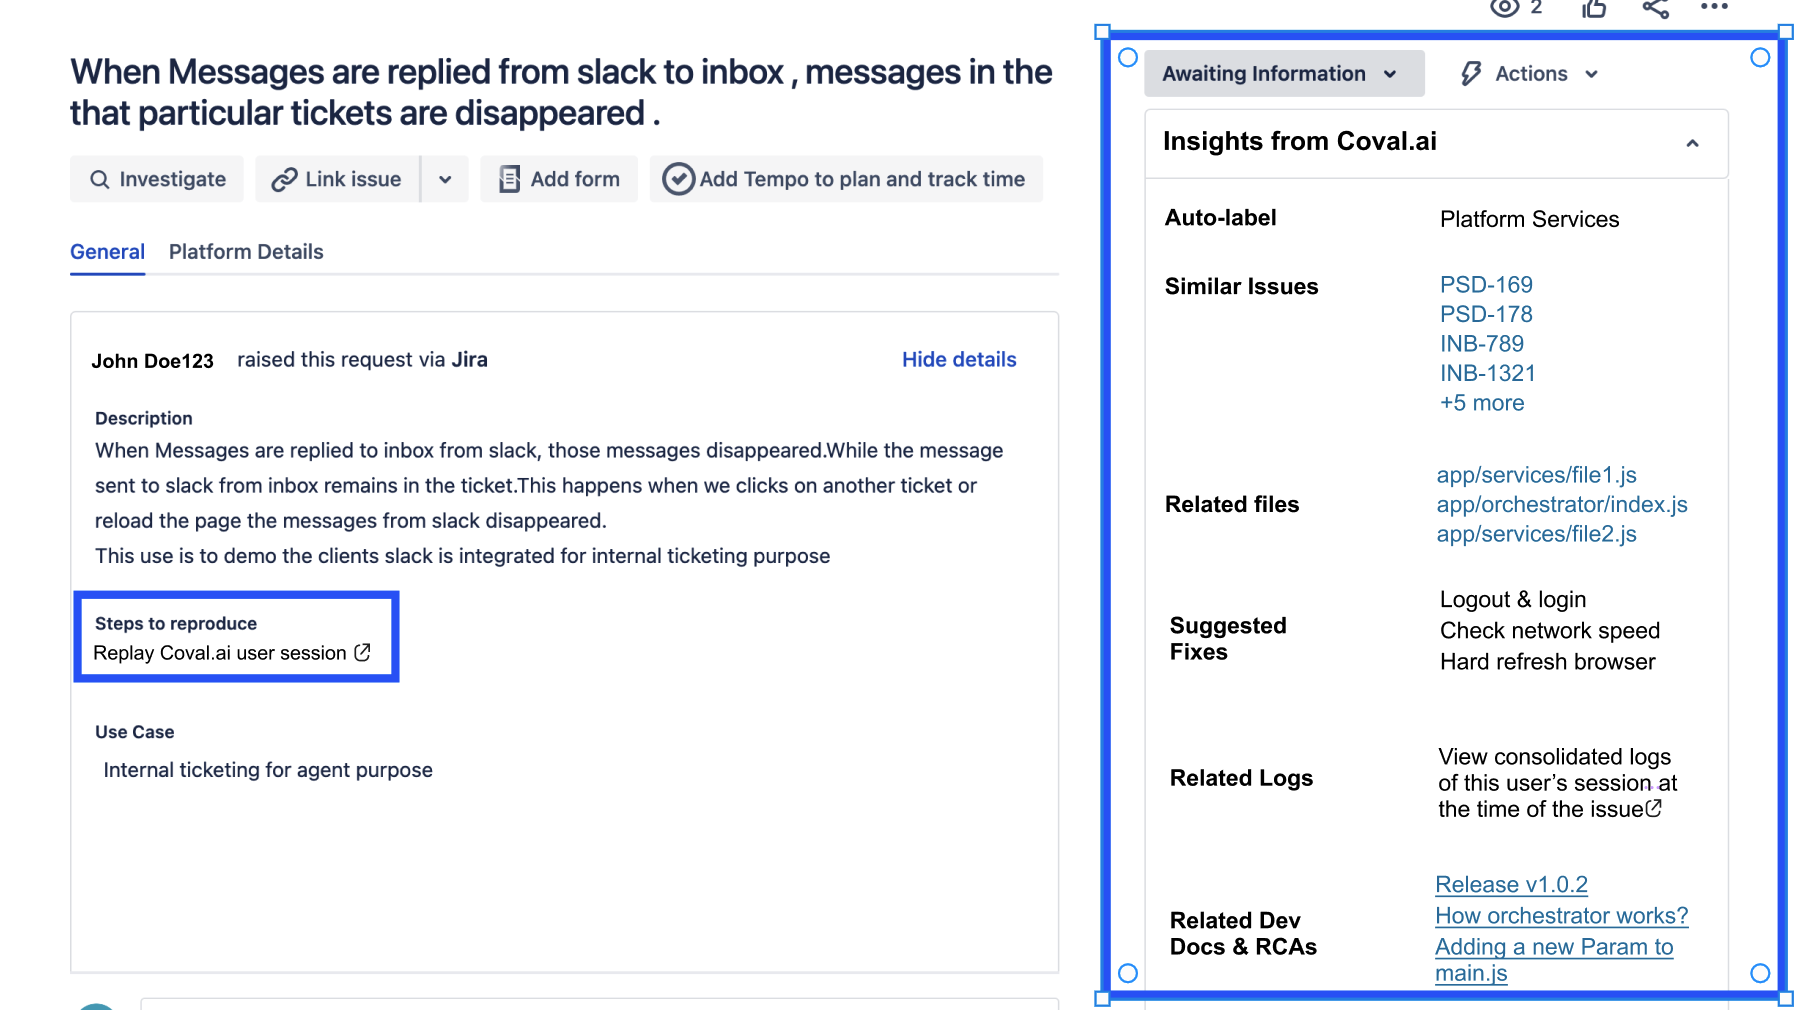 2
When Messages are replied from slack to inbox , messages in the
that particular tickets are disappeared .
Investigate
Link issue
Add form
Add Tempo to plan and track time
General
Platform Details
John Doe123 raised this request via Jira
Hide details
Description
When Messages are replied to inbox from slack, those messages disappeared.While the message
sent to slack from inbox remains in the ticket.This happens when we clicks on another ticket or
reload the page the messages from slack disappeared.
This use is to demo the clients slack is integrated for internal ticketing purpose
Steps to reproduce
Replay Coval.ai user session
Use Case
Internal ticketing for agent purpose
Awaiting Information
Actions
Insights from Coval.ai
Auto-label
Platform Services
Similar Issues
PSD-169
PSD-178
INB-789
INB-1321
+5 more
Related files
app/services/file1.js
app/orchestrator/index.js
app/services/file2.js
Suggested
Fixes
Logout & login
Check network speed
Hard refresh browser
Related Logs
View consolidated logs
of this user’s session at
the time of the issue
Related Dev
Docs & RCAs
Release v1.0.2
How orchestrator works?
Adding a new Param to
main.js